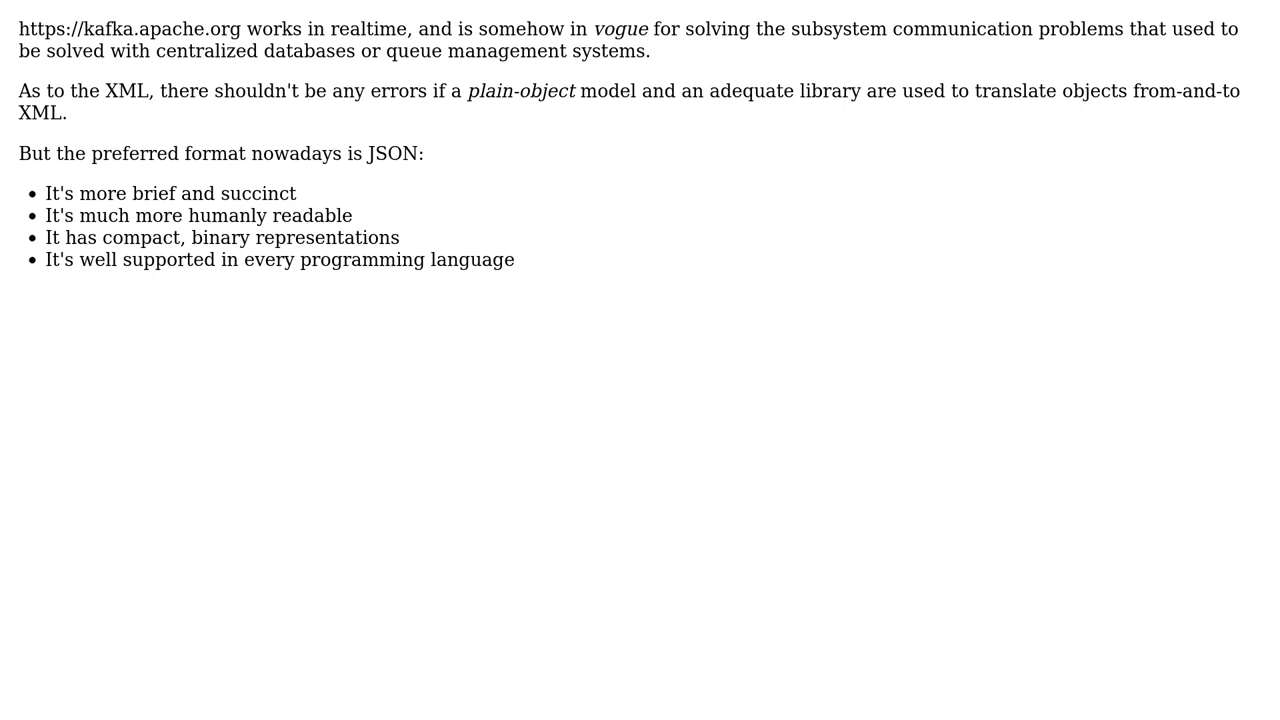 https://kafka.apache.org works in realtime, and is somehow in vogue for solving the subsystem communication problems that used to
be solved with centralized databases or queue management systems.
As to the XML, there shouldn't be any errors if a plain-object model and an adequate library are used to translate objects from-and-to
XML.
But the preferred format nowadays is JSON:
• It's more brief and succinct
• It's much more humanly readable
• It has compact, binary representations
• It's well supported in every programming language